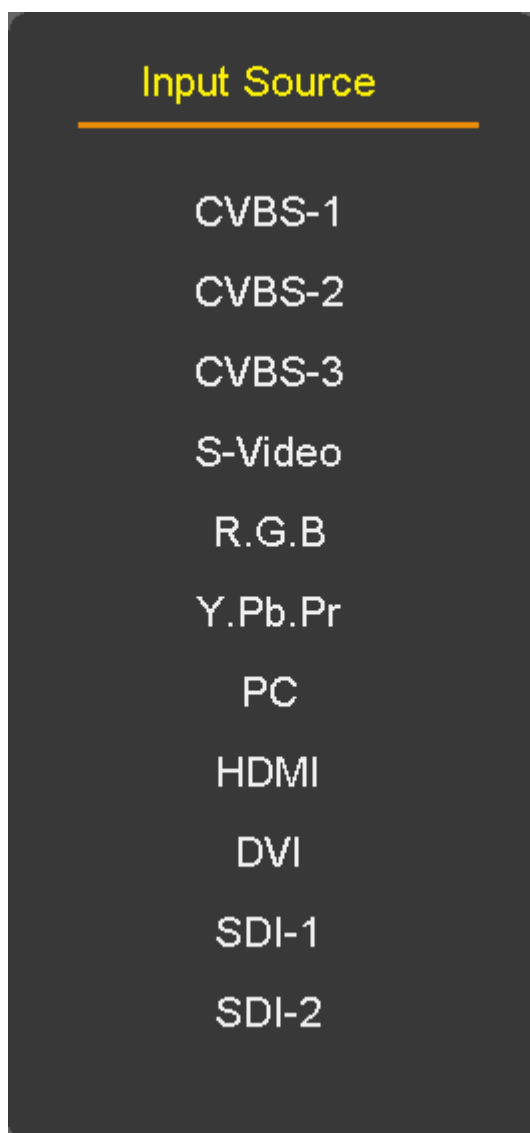 Input Source
CVBS-1
CVBS-2
CVBS-3
S-Video
R.G.B
Y.Pb.Pr
PC
HDMI
DVI
SDI-1
SDI-2